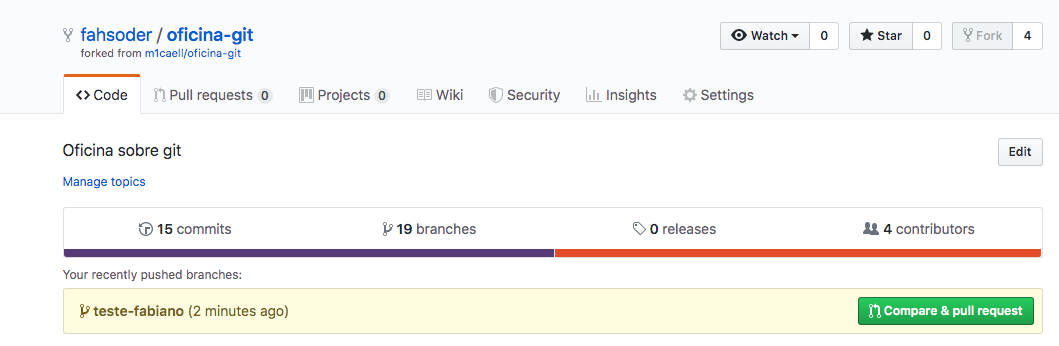 fahsoder / oficina-git
forked from m1caell/oficina-git
Watch 0 Star 0 Fork 4
Code Pull requests 0 Projects 0 Wiki Security Insights Settings
Oficina sobre git
Edit
Manage topics
15 commits 19 branches 0 releases 4 contributors
Your recently pushed branches:
teste-fabiano (2 minutes ago) Compare & pull request